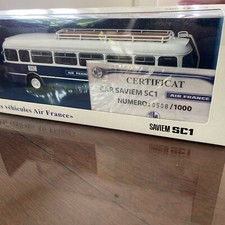 CERTIFICAT
CAR SAVIEM SC1
AIR FRANCE
NUMERO: /1000
véhicules Air France»
SAVIEM SC1